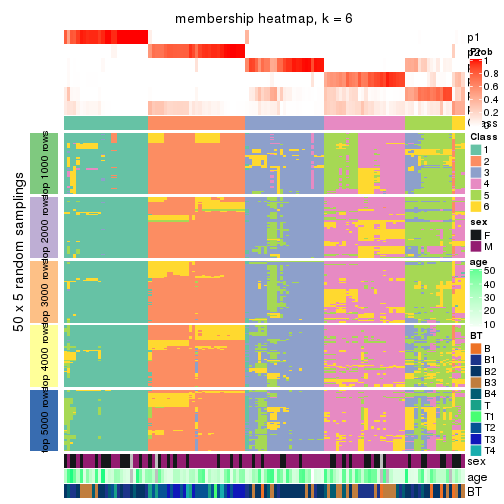 membership heatmap, k = 6
p1
p2
Prob
1
0.8
0.6
0.4
0.2
0
Class
Class
1
2
3
4
5
6
sex
F
M
age
50
40
30
20
10
BT
B
B1
B2
B3
B4
T
T1
T2
T3
T4
50 x 5 random samplings
top 1000 rows
top 2000 rows
top 3000 rows
top 4000 rows
top 5000 rows
sex
age
BT